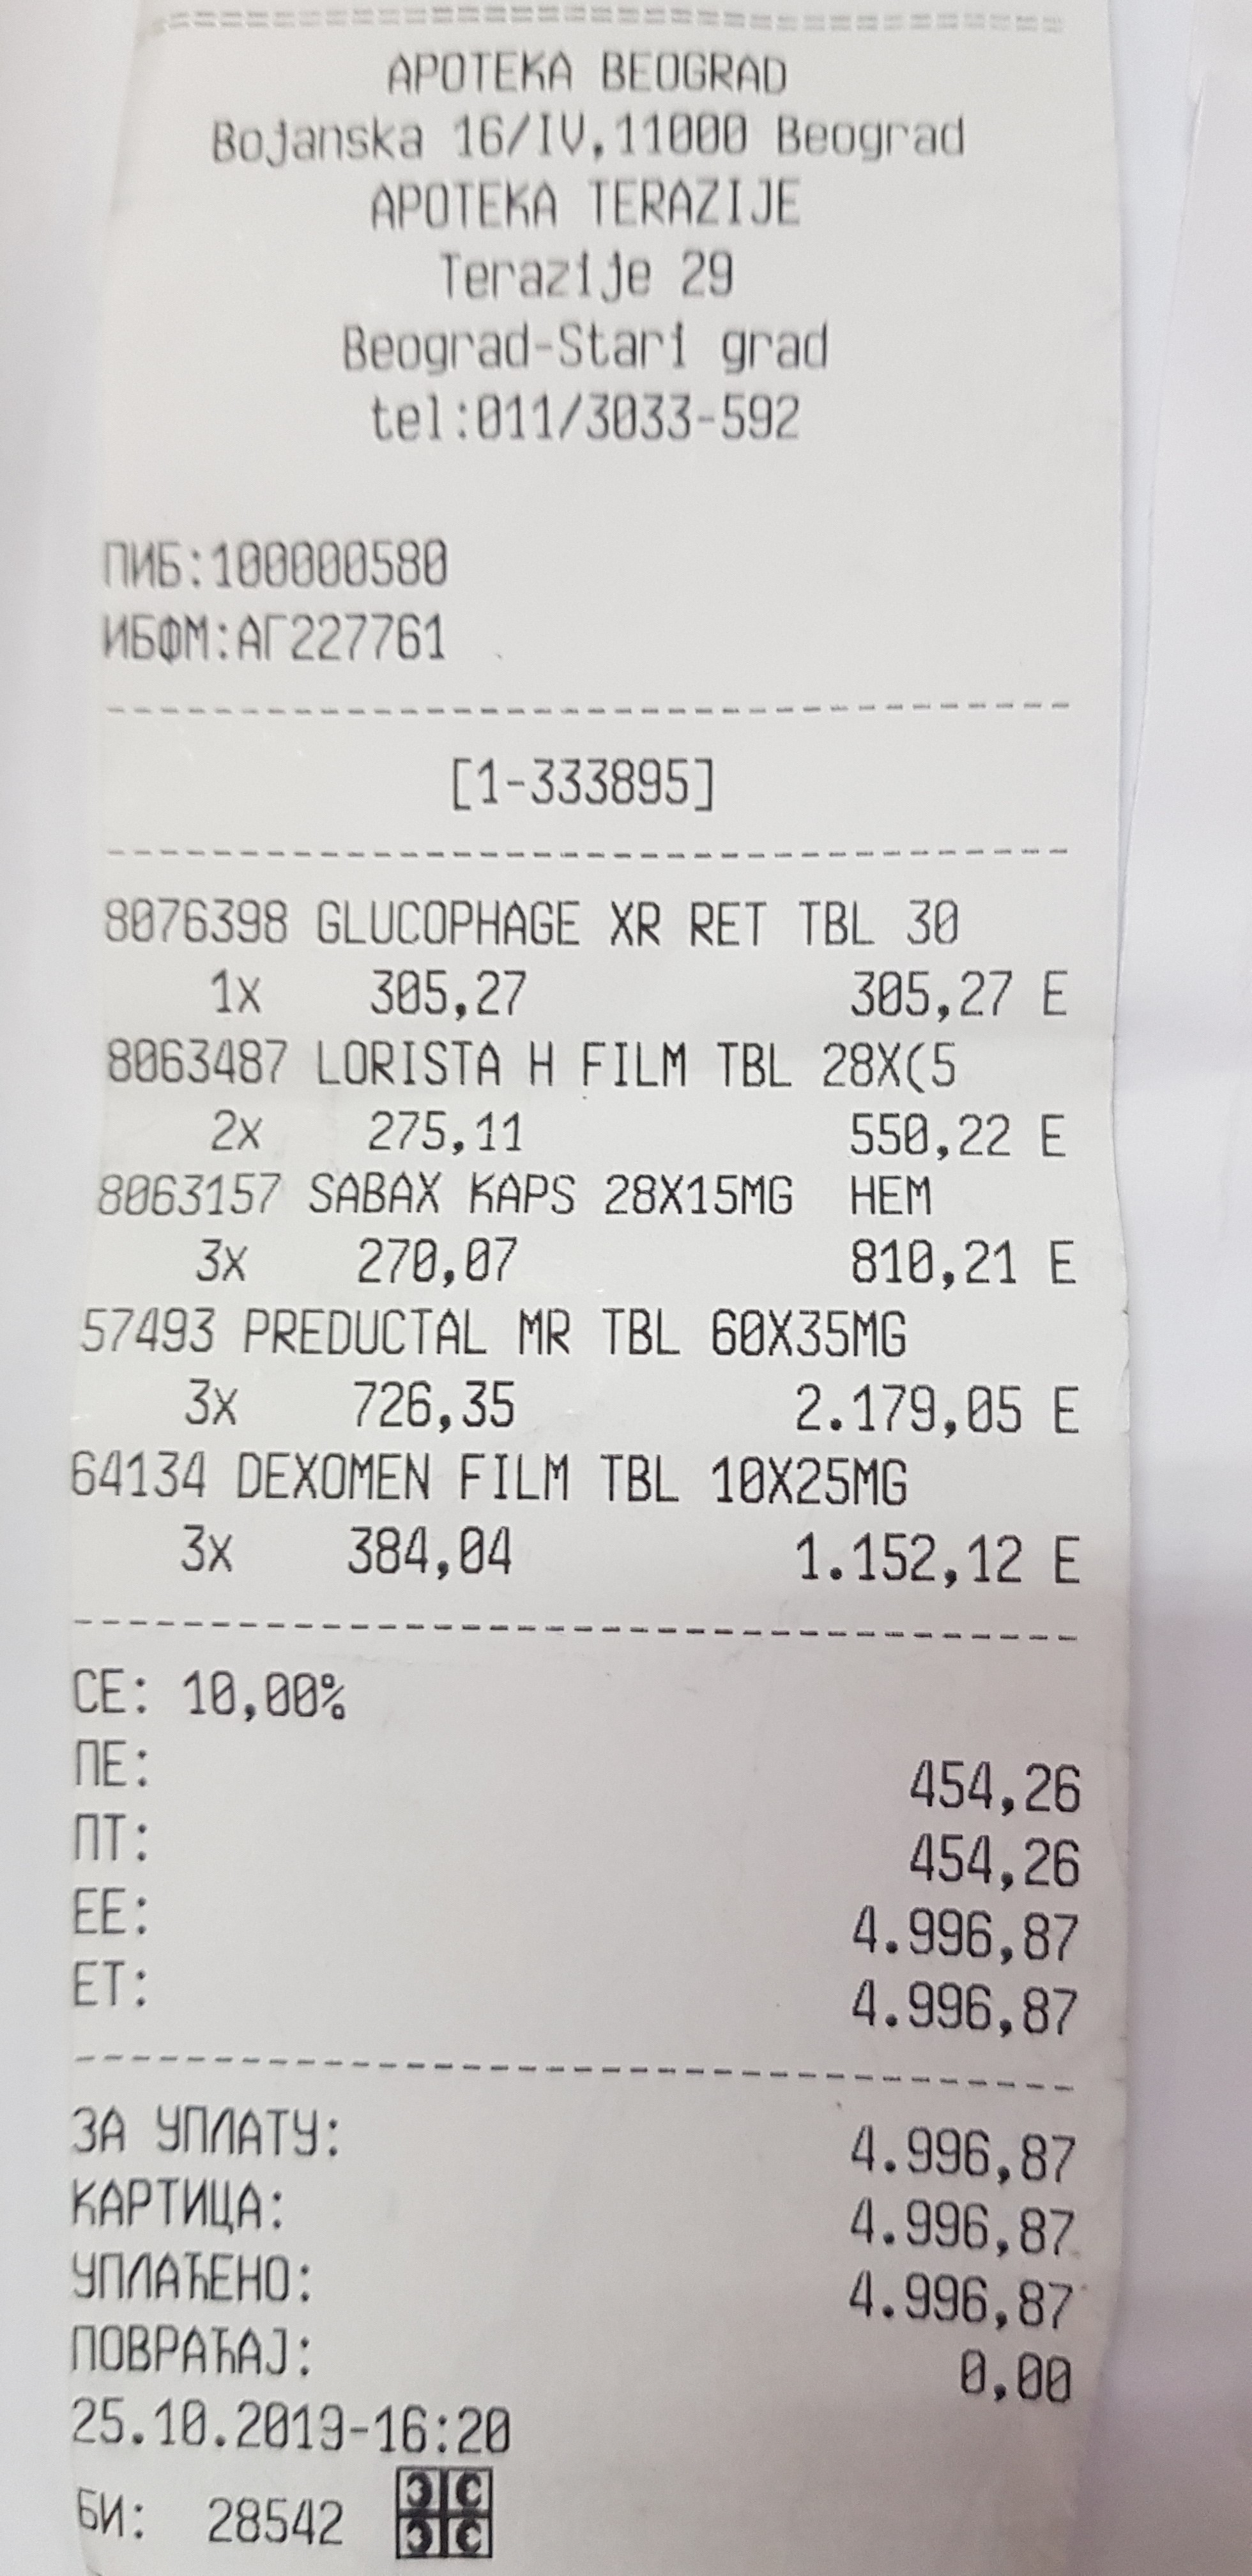 APOTEKA BEOGRAD
Bojanska 16/IV,11000 Beograd
APOTEKA TERAZIJE
Terazije 29
Beograd-Stari grad
tel:011/3033-592
ПИБ:100000580
ИБФМ:АГ227761
[1-333895]
8076398 GLUCOPHAGE XR RET TBL 30
1x 305,27 305,27 E
8063487 LORISTA H FILM TBL 28X(5
2x 275,11 550,22 E
8063157 SABAX KAPS 28X15MG HEM
3x 270,07 810,21 E
57493 PREDUCTAL MR TBL 60X35MG
3x 726,35 2.179,05 E
64134 DEXOMEN FILM TBL 10X25MG
3x 384,04 1.152,12 E
СЕ: 10,00%
ПЕ: 454,26
ПТ: 454,26
ЕЕ: 4.996,87
ЕТ: 4.996,87
ЗА УПЛАТУ: 4.996,87
КАРТИЦА: 4.996,87
УПЛАЋЕНО: 4.996,87
ПОВРАЋАЈ: 0,00
25.10.2019-16:20
БИ: 28542